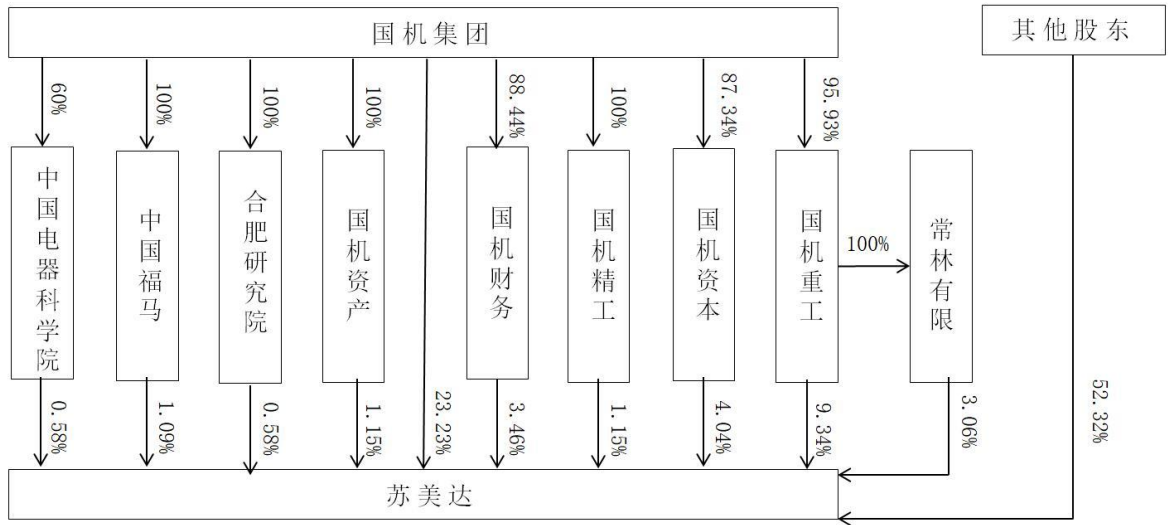 国机集团
其他股东
60%
100%
100%
100%
88.44%
100%
87.34%
95.93%
中国电器科学院
中国福马
合肥研究院
国机资产
国机财务
国机精工
国机资本
国机重工
100%
常林有限
0.58%
1.09%
0.58%
1.15%
23.23%
3.46%
1.15%
4.04%
9.34%
3.06%
52.32%
苏美达